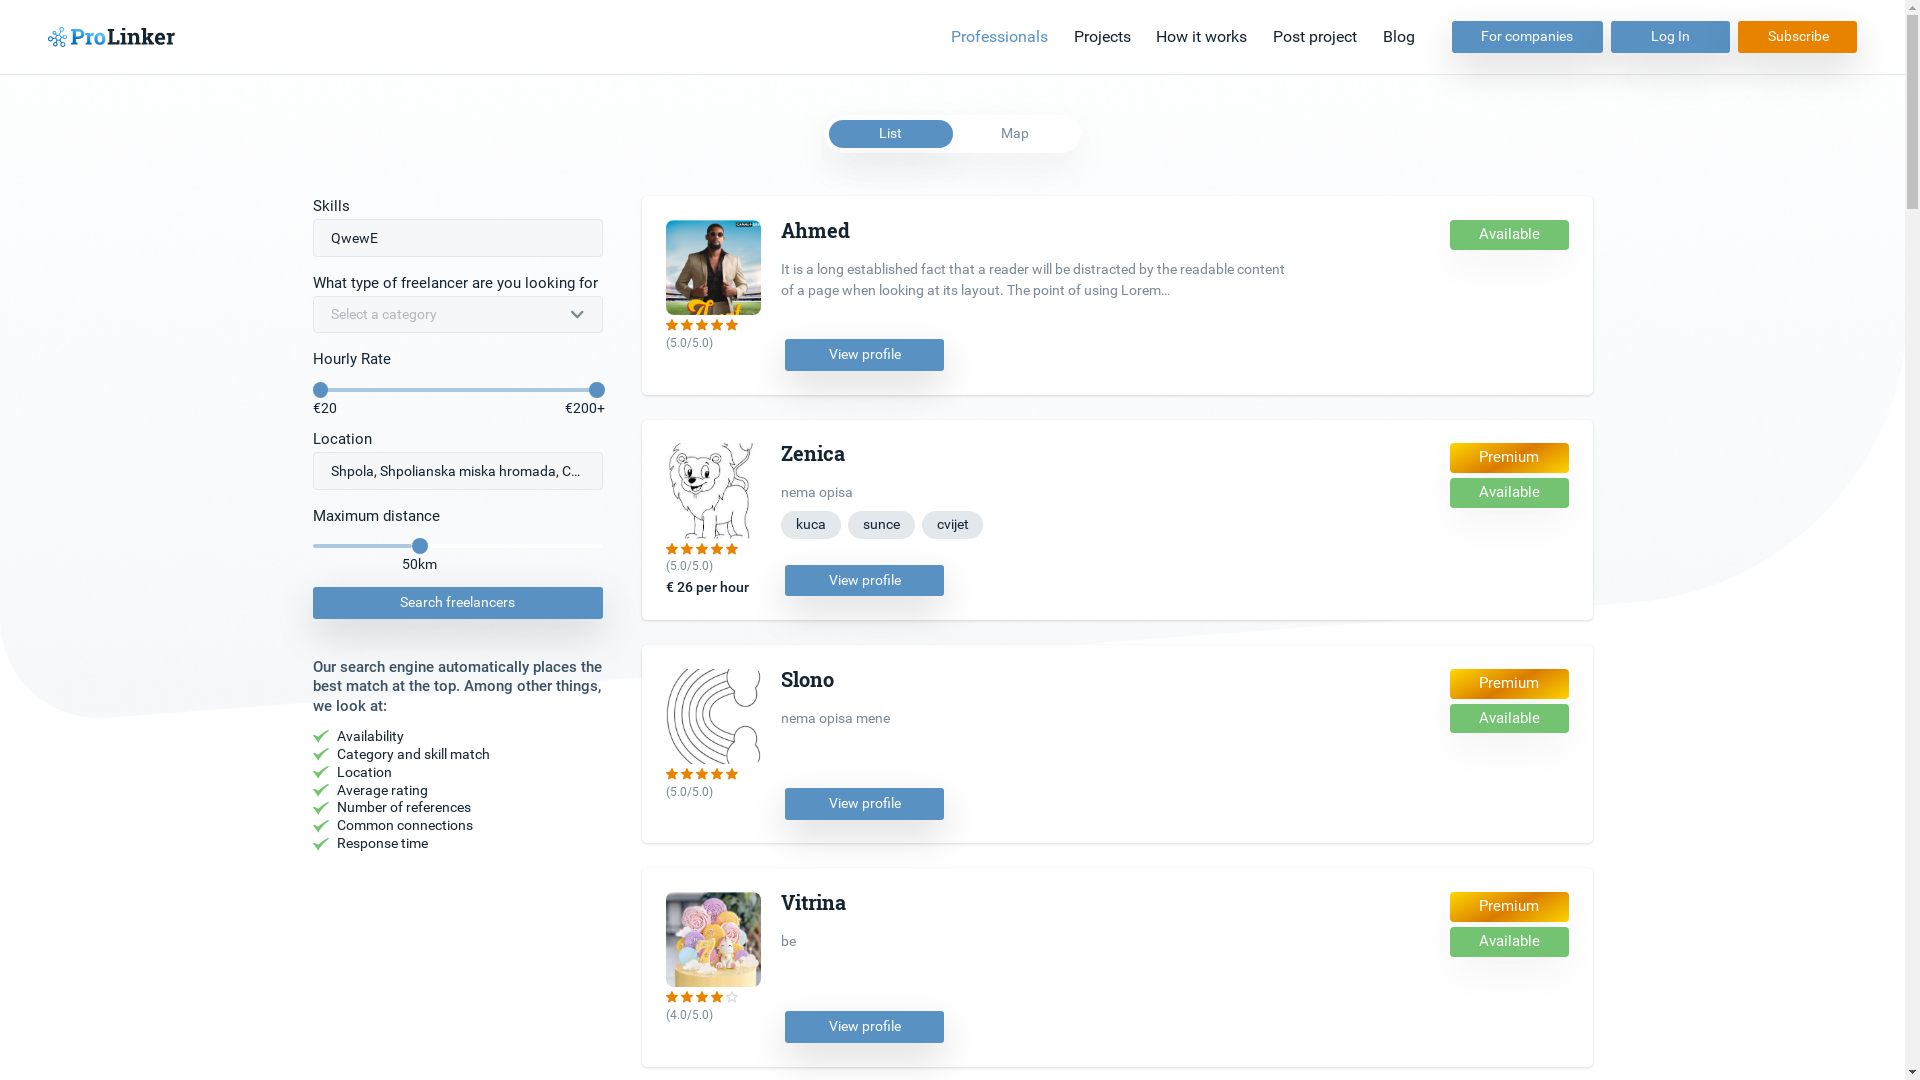 ProLinker
Professionals
Projects
How it works
Post project
Blog
For companies
Log In
Subscribe
List
Map
Skills
QwewE
What type of freelancer are you looking for
Select a category
Hourly Rate
€20
€200+
Location
Shpola, Shpolianska miska hromada, C...
Maximum distance
50km
Search freelancers
Our search engine automatically places the
best match at the top. Among other things,
we look at:
Availability
Category and skill match
Location
Average rating
Number of references
Common connections
Response time
Ahmed
Available
It is a long established fact that a reader will be distracted by the readable content
of a page when looking at its layout. The point of using Lorem...
(5.0/5.0)
View profile
Zenica
Premium
Available
nema opisa
kuca
sunce
cvijet
(5.0/5.0)
€ 26 per hour
View profile
Slono
Premium
Available
nema opisa mene
(5.0/5.0)
View profile
Vitrina
Premium
Available
be
(4.0/5.0)
View profile